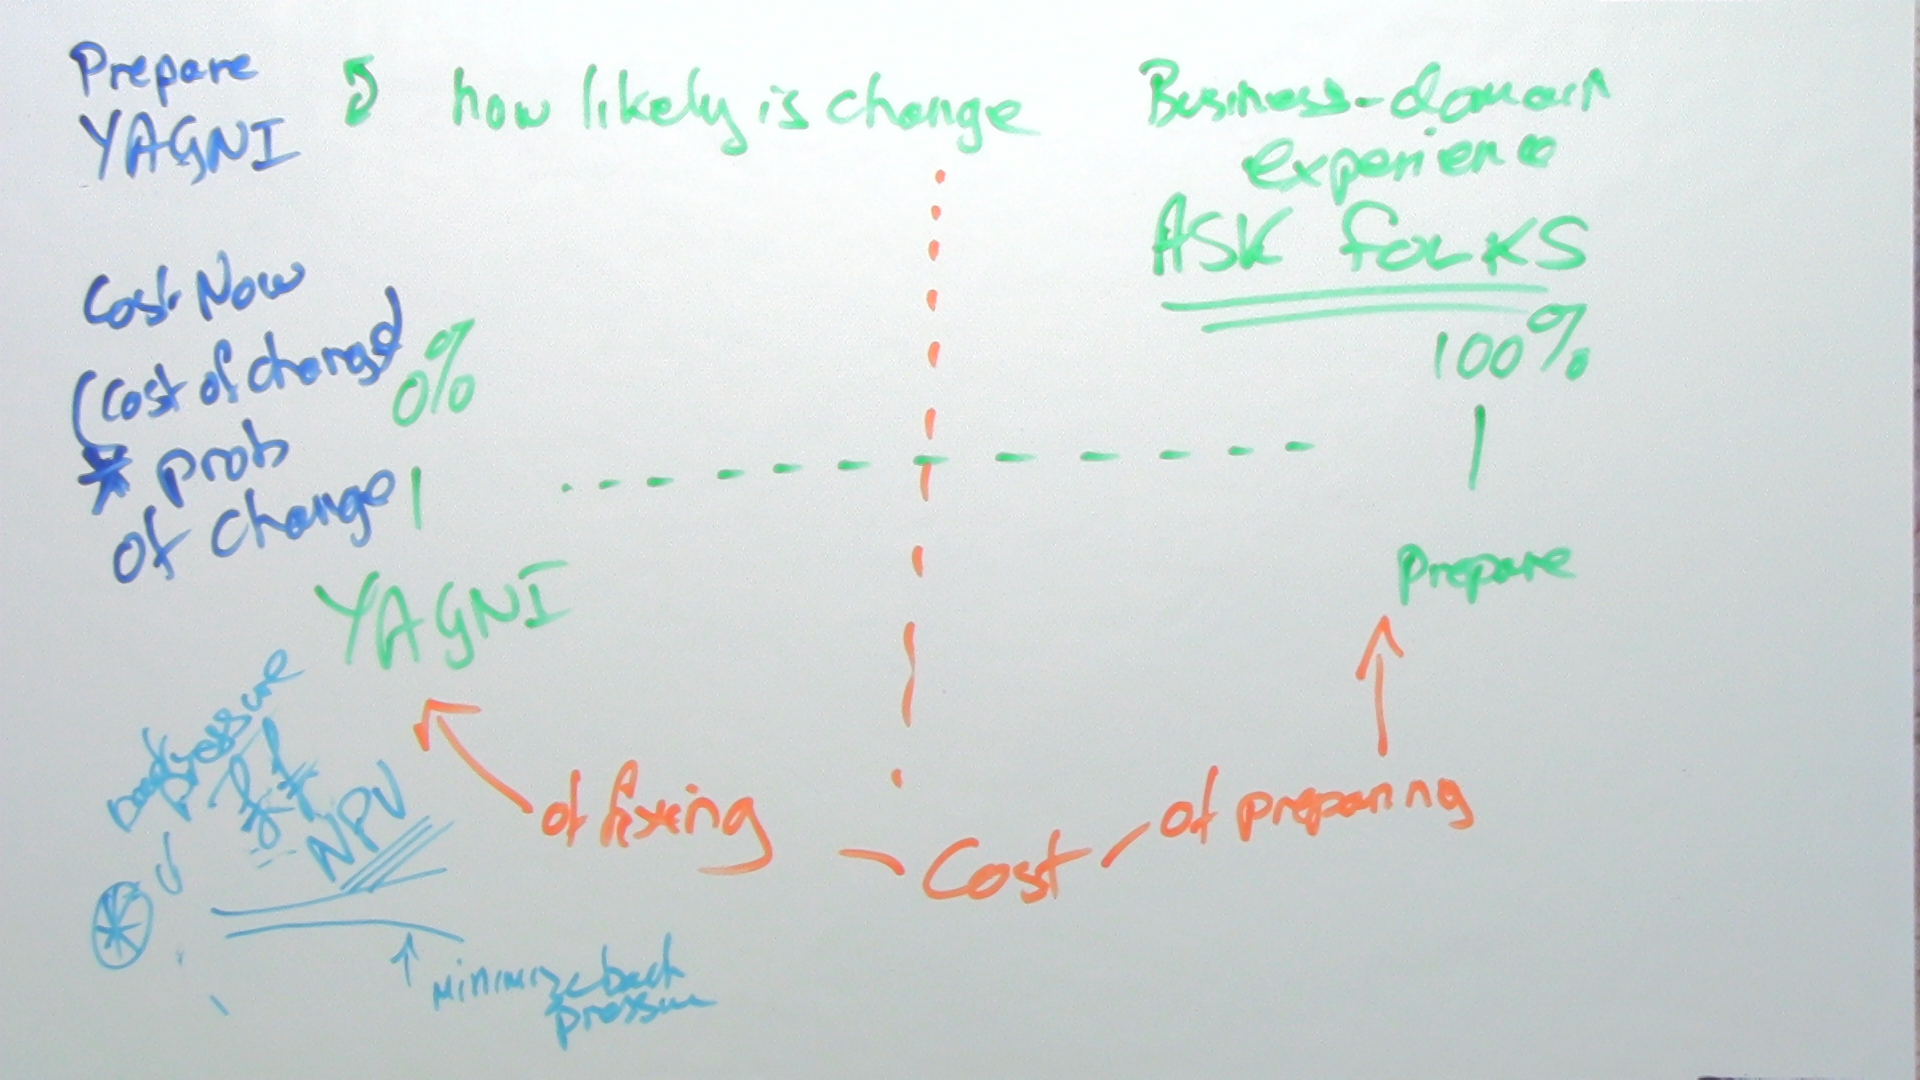 Prepare
YAGNI
how likely is change
Business-domain
experience
ASK FOLKS
Cost Now
(Cost of change)
* prob
of change
0%
100%
YAGNI
Prepare
backpressure
NPV
of fixing
Cost
of preparing
minimize back
pressure